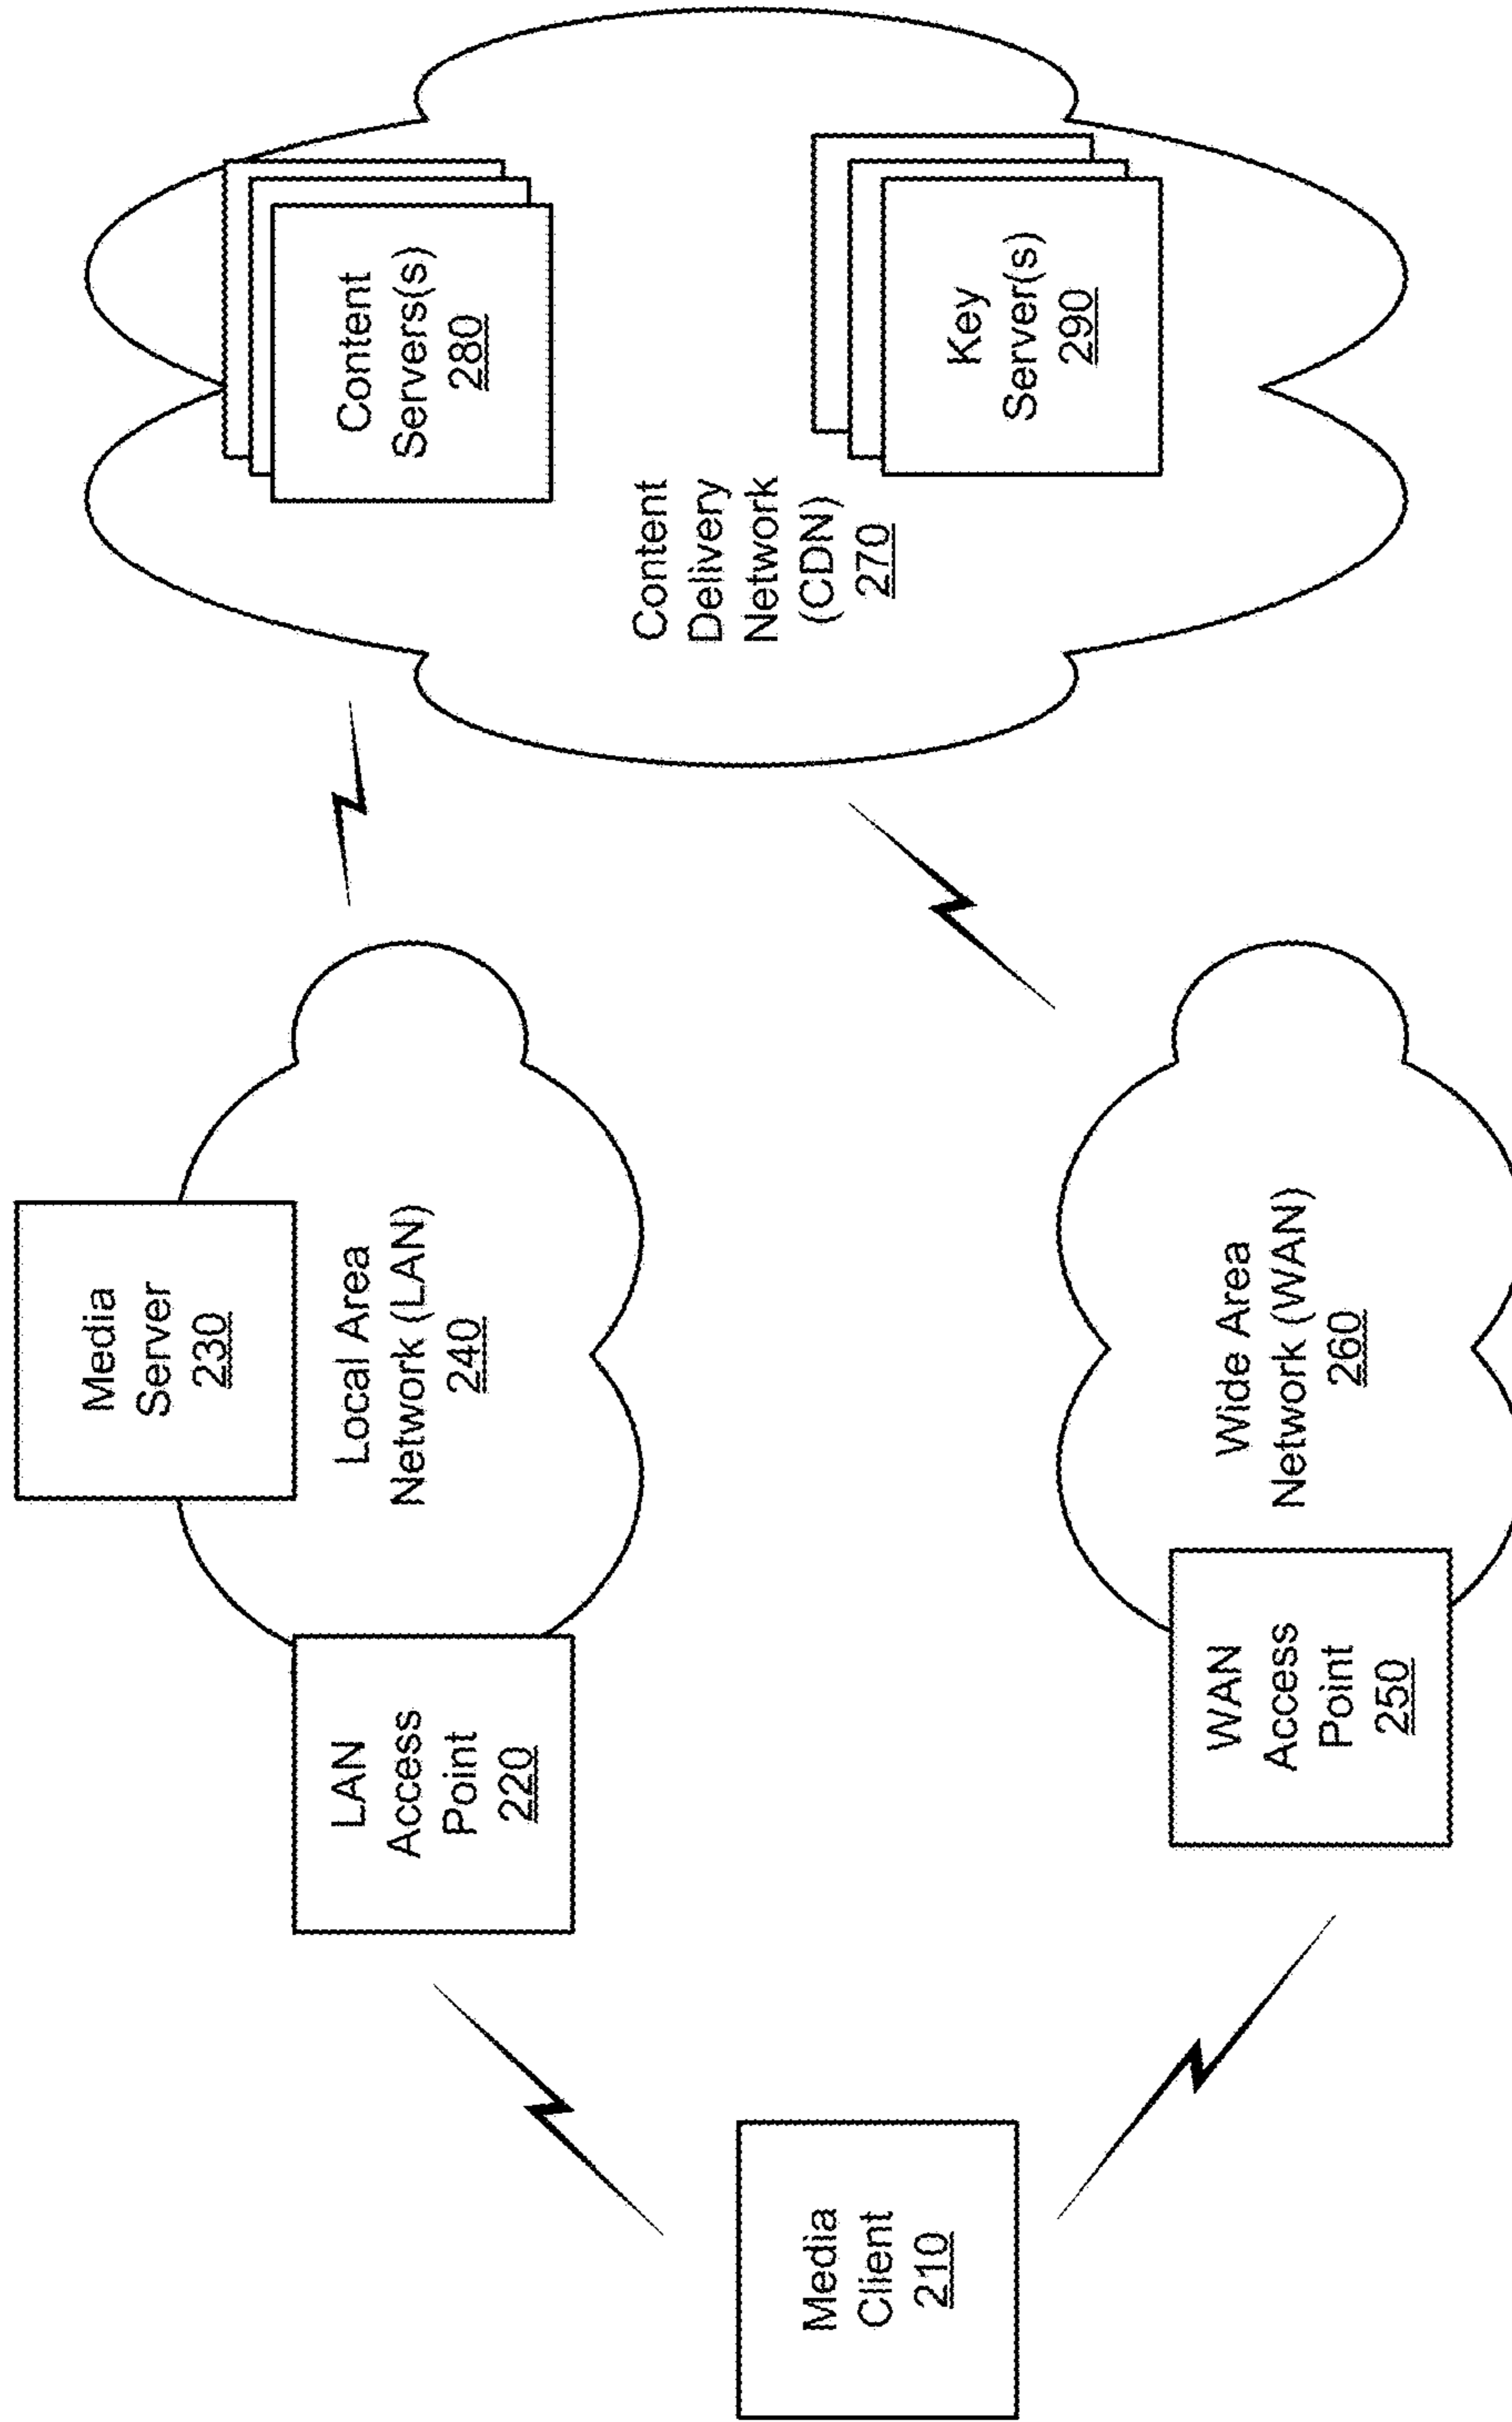 Media
Server
230
LAN
Access
Point
220
Local Area
Network (LAN)
240
Content
Servers(s)
280
Media
Client
210
Content
Delivery
Network
(CDN)
270
Key
Server(s)
290
WAN
Access
Point
250
Wide Area
Network (WAN)
260